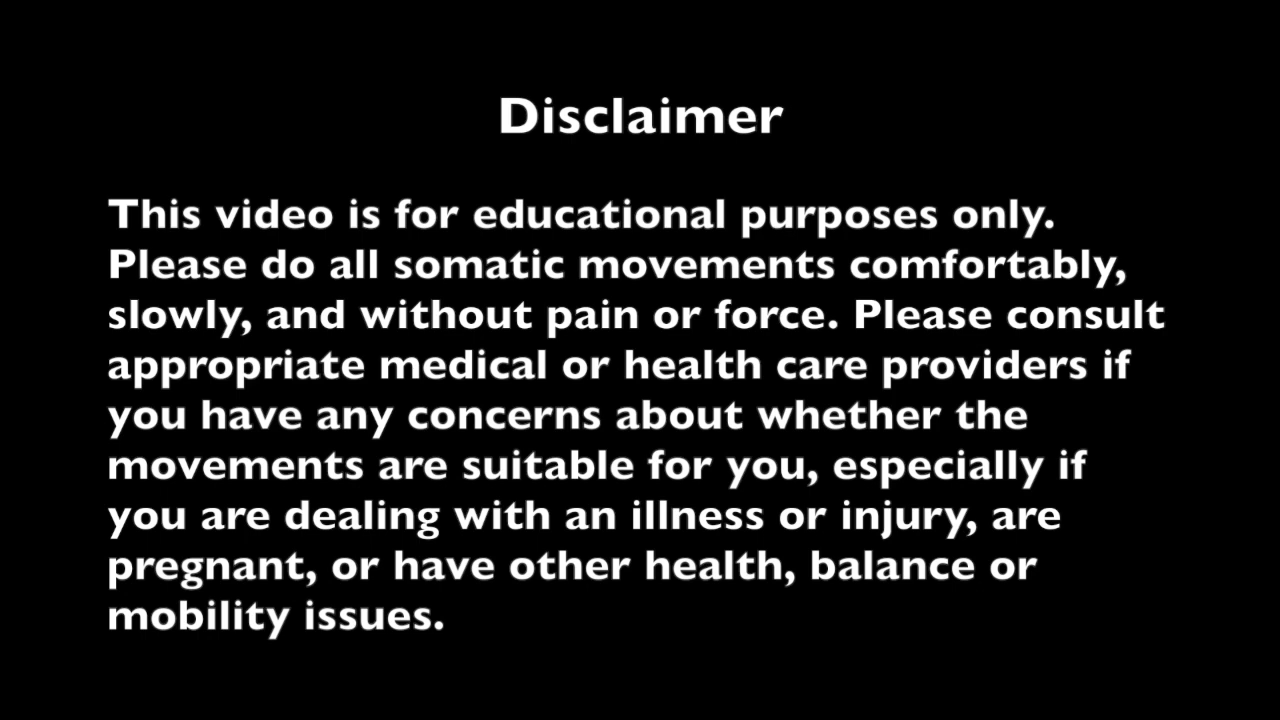 Disclaimer
This video is for educational purposes only.
Please do all somatic movements comfortably,
slowly, and without pain or force. Please consult
appropriate medical or health care providers if
you have any concerns about whether the
movements are suitable for you, especially if
you are dealing with an illness or injury, are
pregnant, or have other health, balance or
mobility issues.